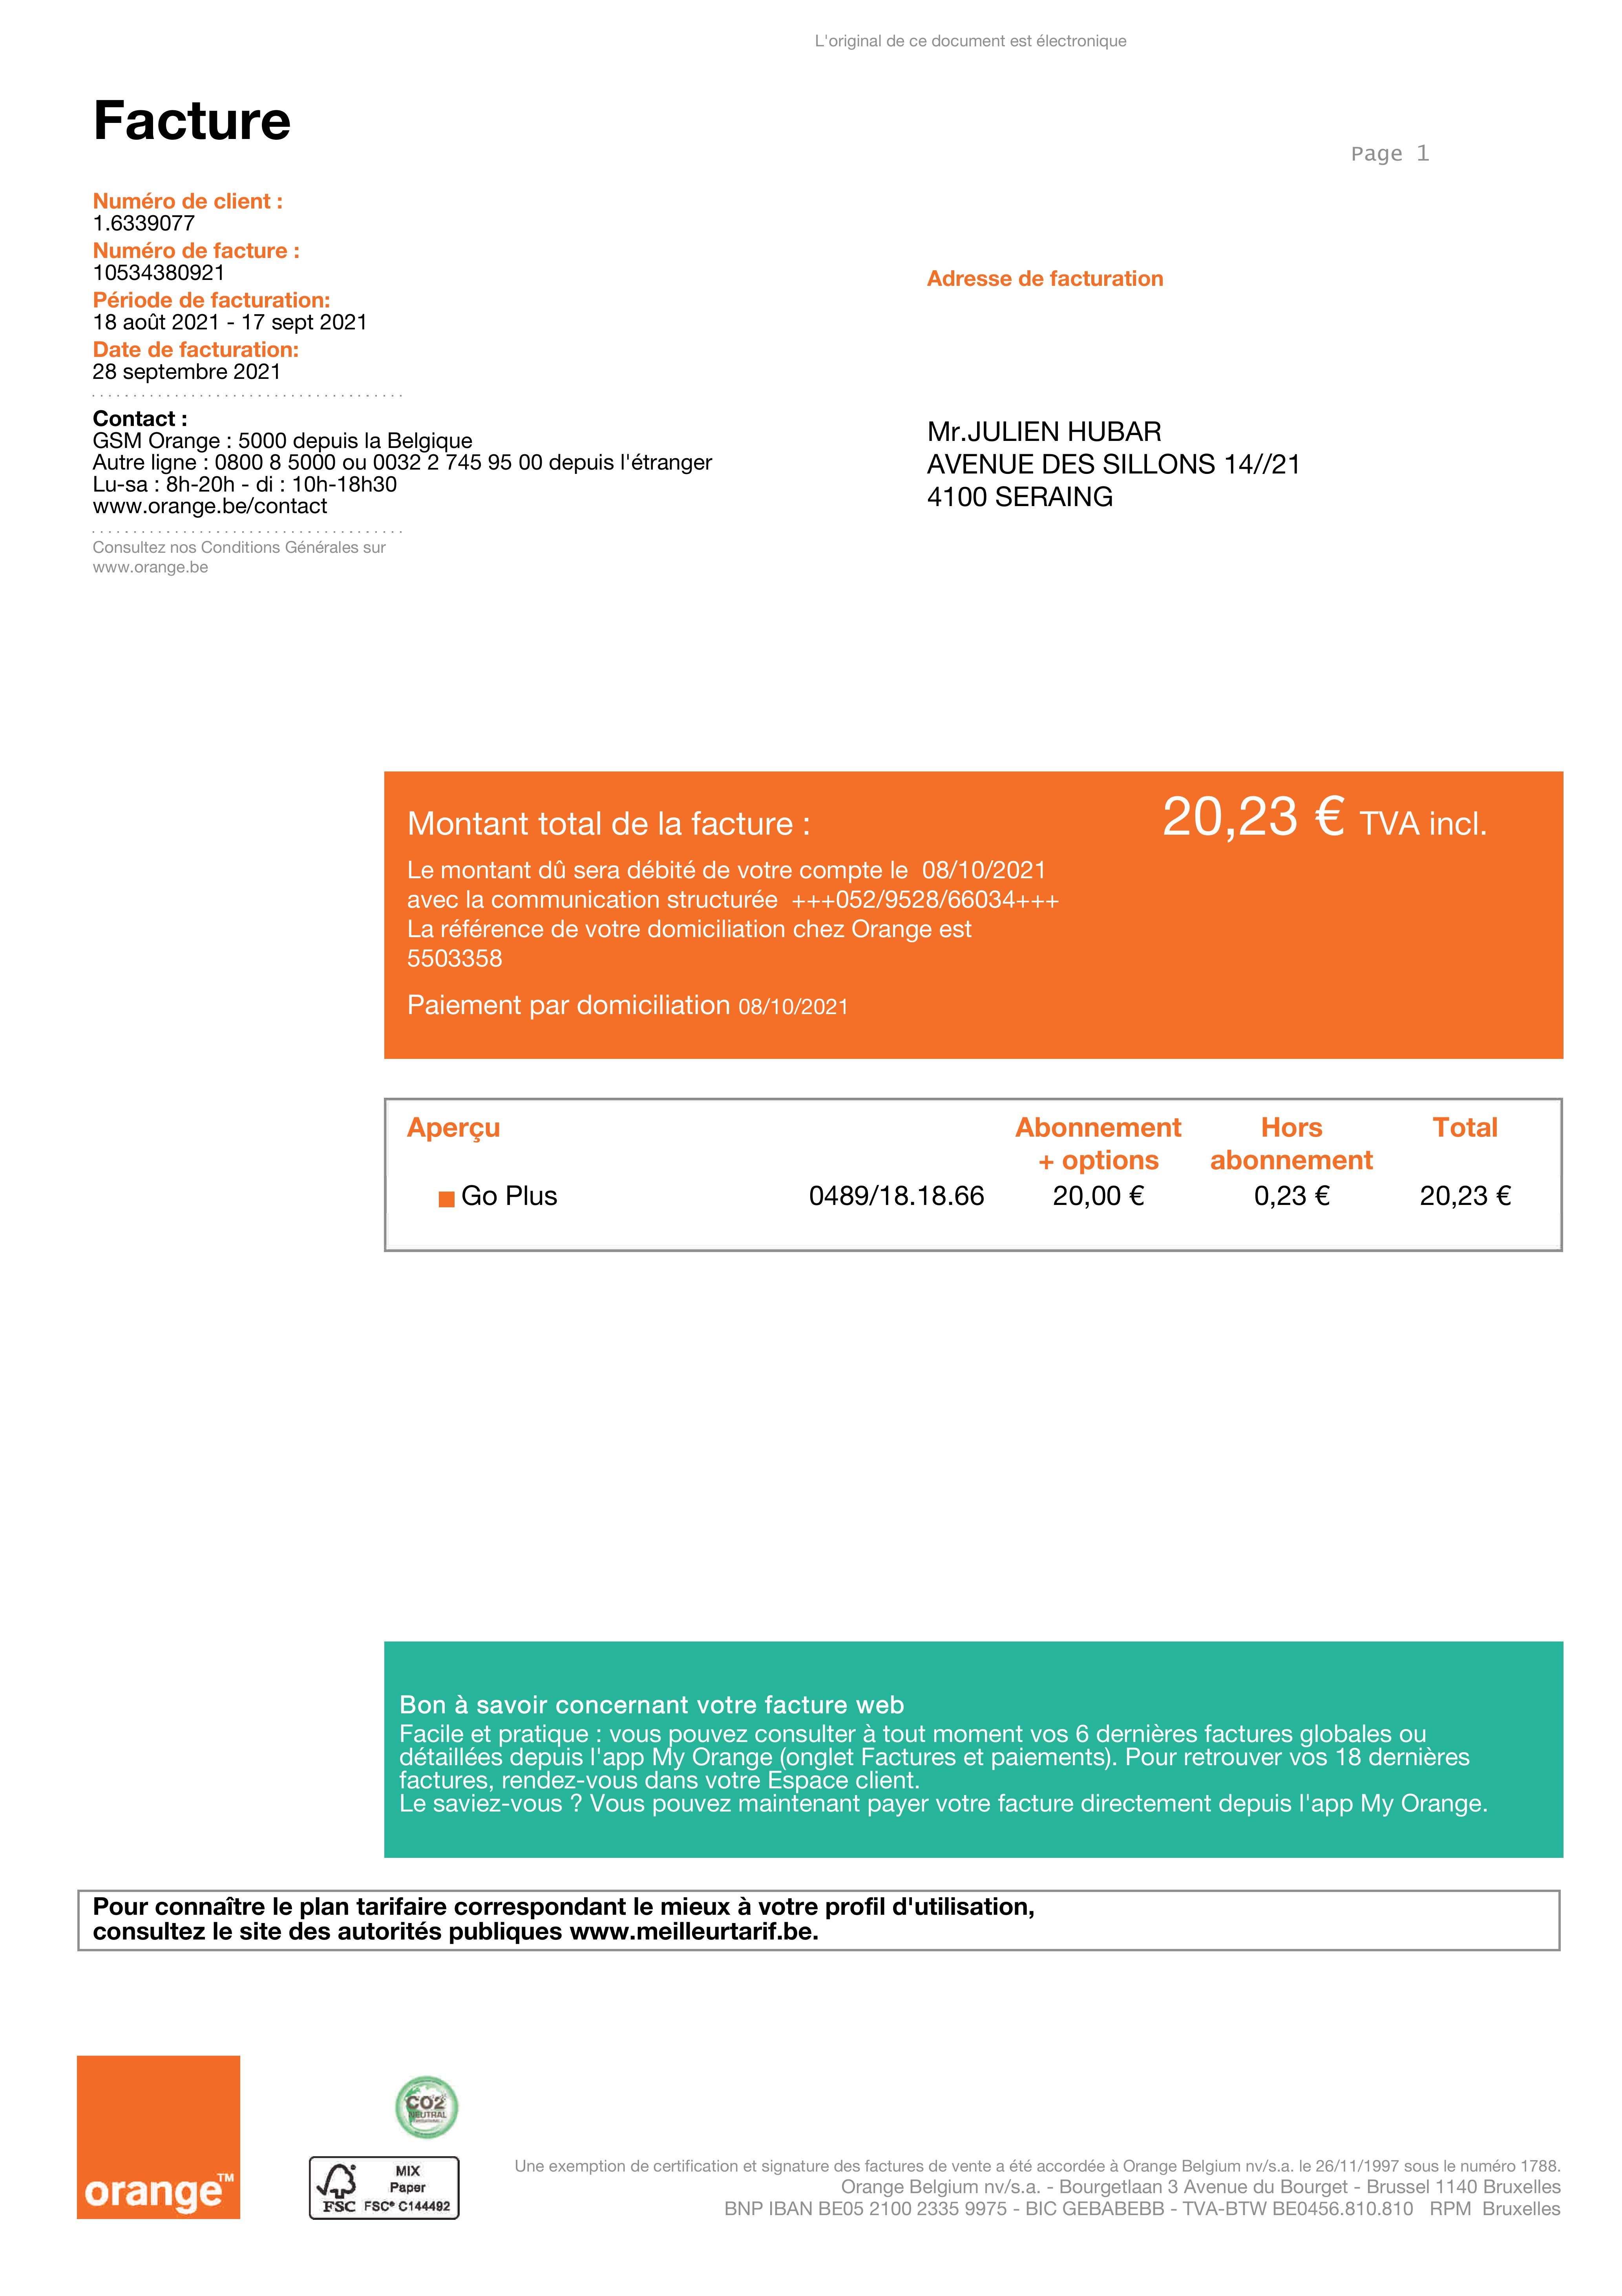 L'original de ce document est électronique
Facture
Page 1
Numéro de client :
1.6339077
Numéro de facture :
10534380921
Période de facturation:
18 août 2021 - 17 sept 2021
Date de facturation:
28 septembre 2021
Contact :
GSM Orange : 5000 depuis la Belgique
Autre ligne : 0800 8 5000 ou 0032 2 745 95 00 depuis l'étranger
Lu-sa : 8h-20h - di : 10h-18h30
www.orange.be/contact
Consultez nos Conditions Générales sur
www.orange.be
Adresse de facturation
Mr.JULIEN HUBAR
AVENUE DES SILLONS 14//21
4100 SERAING
Montant total de la facture : 20,23 € TVA incl.
Le montant dû sera débité de votre compte le 08/10/2021
avec la communication structurée +++052/9528/66034+++
La référence de votre domiciliation chez Orange est
5503358
Paiement par domiciliation 08/10/2021
Aperçu Abonnement Hors Total
+ options abonnement
Go Plus 0489/18.18.66 20,00 € 0,23 € 20,23 €
Bon à savoir concernant votre facture web
Facile et pratique : vous pouvez consulter à tout moment vos 6 dernières factures globales ou
détaillées depuis l'app My Orange (onglet Factures et paiements). Pour retrouver vos 18 dernières
factures, rendez-vous dans votre Espace client.
Le saviez-vous ? Vous pouvez maintenant payer votre facture directement depuis l'app My Orange.
Pour connaître le plan tarifaire correspondant le mieux à votre profil d'utilisation,
consultez le site des autorités publiques www.meilleurtarif.be.
orange™
CO2
NEUTRAL
MIX
Paper
FSC FSC® C144492
Une exemption de certification et signature des factures de vente a été accordée à Orange Belgium nv/s.a. le 26/11/1997 sous le numéro 1788.
Orange Belgium nv/s.a. - Bourgetlaan 3 Avenue du Bourget - Brussel 1140 Bruxelles
BNP IBAN BE05 2100 2335 9975 - BIC GEBABEBB - TVA-BTW BE0456.810.810 RPM Bruxelles